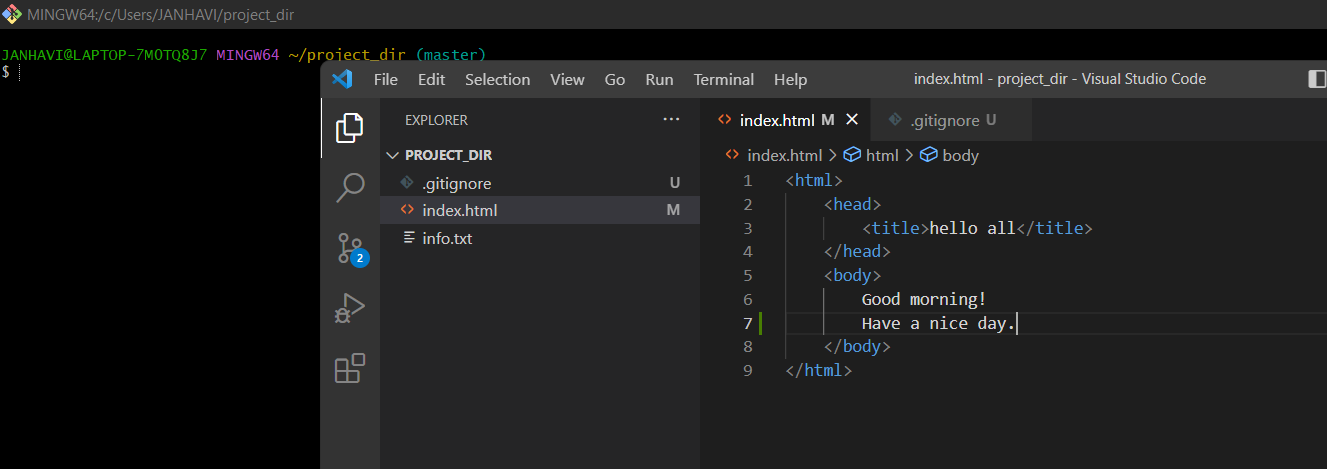 MINGW64:/c/Users/JANHAVI/project_dir
JANHAVI@LAPTOP-7MOTQ8J7 MINGW64 ~/project_dir (master)
$
File Edit Selection View Go Run Terminal Help index.html - project_dir - Visual Studio Code
EXPLORER ···
PROJECT_DIR
.gitignore U
index.html M
info.txt
2
index.html M .gitignore U
index.html > html > body
1 <html>
2 <head>
3 <title>hello all</title>
4 </head>
5 <body>
6 Good morning!
7 Have a nice day.
8 </body>
9 </html>